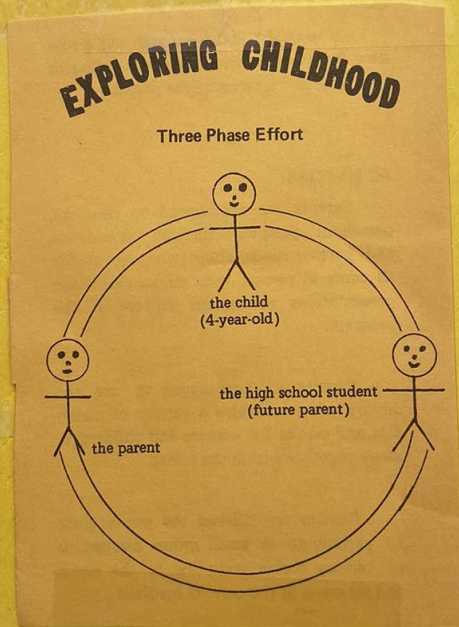 EXPLORING CHILDHOOD
Three Phase Effort
the child
(4-year-old)
the high school student
(future parent)
the parent